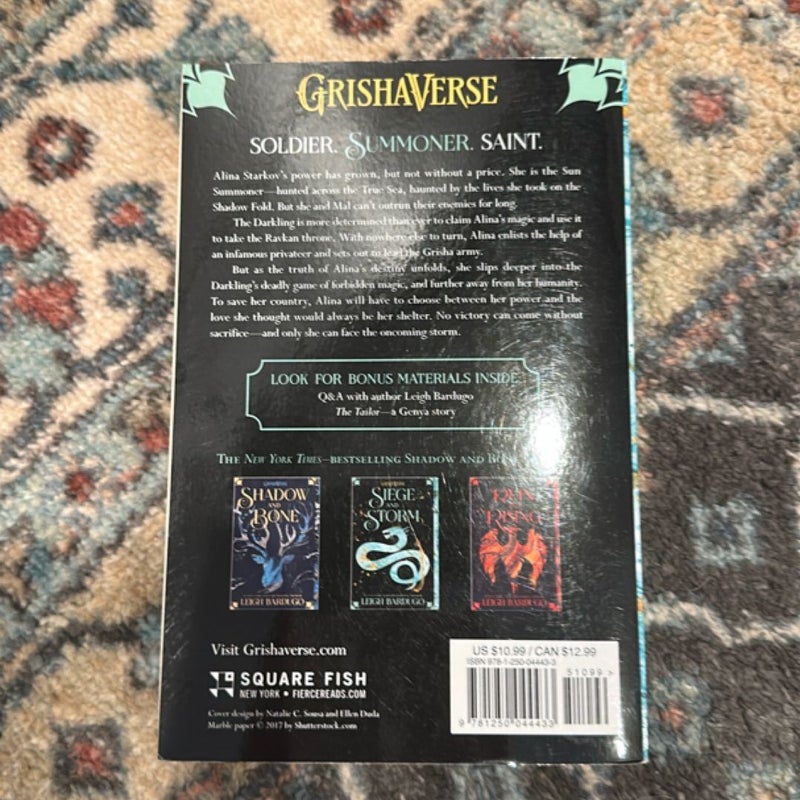 GRISHAVERSE
SOLDIER. SUMMONER. SAINT.
Alina Starkov's power has grown, but not without a price. She is the Sun
Summoner—hunted across the True Sea, haunted by the lives she took on the
Shadow Fold. But she and Mal can't outrun their enemies for long.
The Darkling is more determined than ever to claim Alina's magic and use it
to take the Ravkan throne. With nowhere else to turn, Alina enlists the help of
an infamous privateer and sets out to lead the Grisha army.
But as the truth of Alina's destiny unfolds, she slips deeper into the
Darkling's deadly game of forbidden magic, and further away from her humanity.
To save her country, Alina will have to choose between her power and the
love she thought would always be her shelter. No victory can come without
sacrifice—and only she can face the oncoming storm.
LOOK FOR BONUS MATERIALS INSIDE
Q&A with author Leigh Bardugo
The Tailor—a Genya story
THE NEW YORK TIMES–BESTSELLING SHADOW AND
SHADOW
AND
BONE
LEIGH BARDUGO
SIEGE
AND
STORM
LEIGH BARDUGO
RISING
LEIGH BARDUGO
Visit Grishaverse.com
SQUARE FISH
NEW YORK • FIERCEREADS.COM
Cover design by Natalie C. Sousa and Ellen Duda
Marble paper © 2017 by Shutterstock.com
US $10.99 / CAN $12.99
ISBN 978-1-250-04443-3
51099>
9 781250 044433